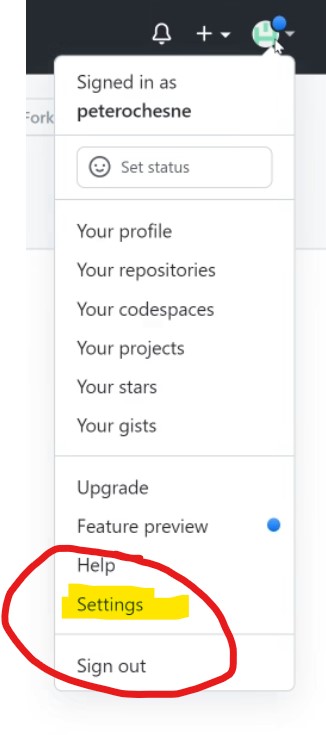 Signed in as
peterochesne
Fork
Set status
Your profile
Your repositories
Your codespaces
Your projects
Your stars
Your gists
Upgrade
Feature preview
Help
Settings
Sign out